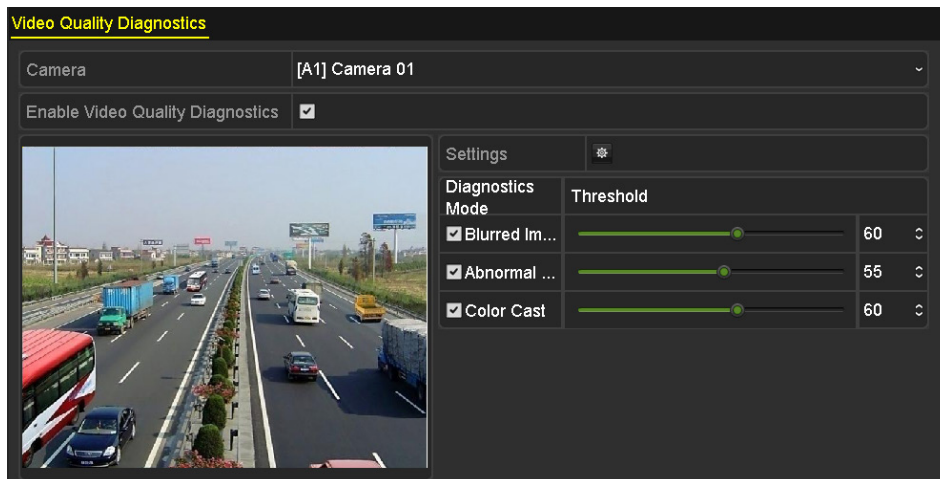 Video Quality Diagnostics
Camera
[A1] Camera 01
Enable Video Quality Diagnostics
Settings
Diagnostics
Mode
Threshold
Blurred Im...
60
Abnormal ...
55
Color Cast
60